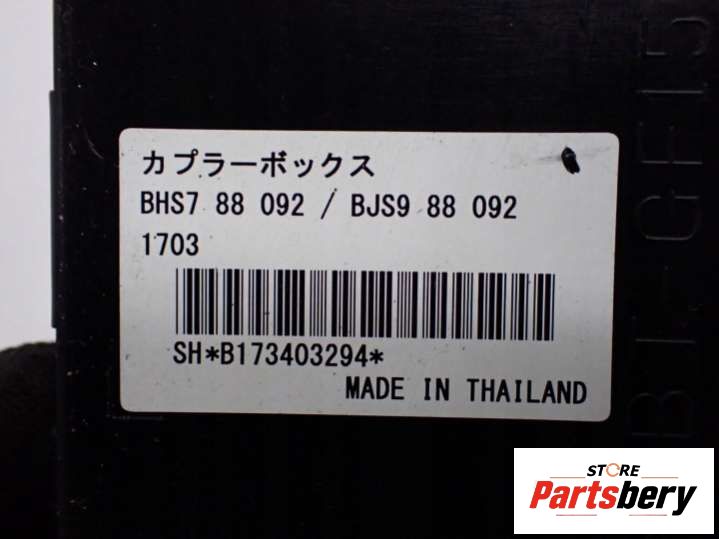 カプラーボックス
BHS7 88 092 / BJS9 88 092
1703
SH*B173403294*
MADE IN THAILAND
STORE
Partsbery